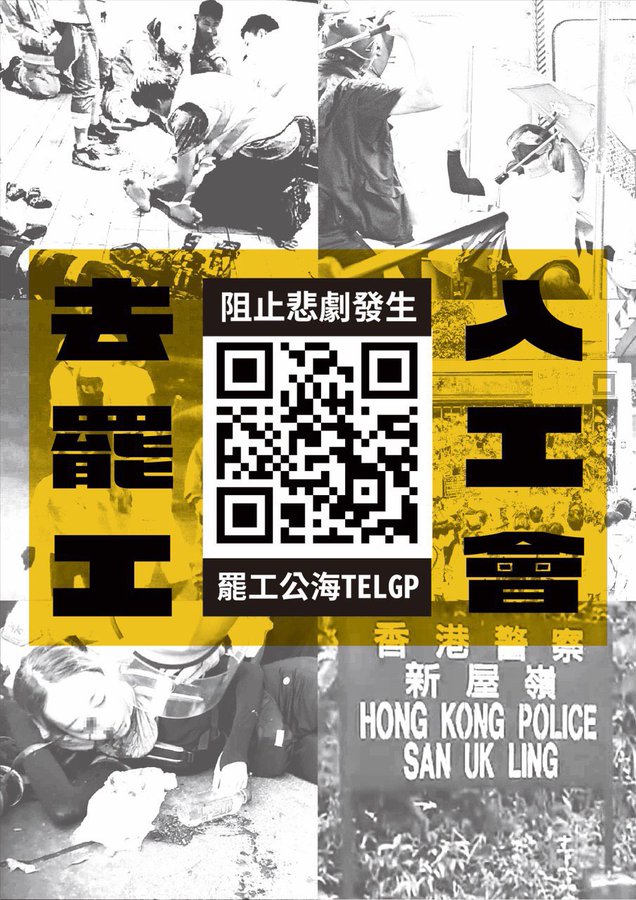 入工會
去罷工
阻止悲劇發生
罷工公海TELGP
香港警察
新屋嶺
HONG KONG POLICE
SAN UK LING